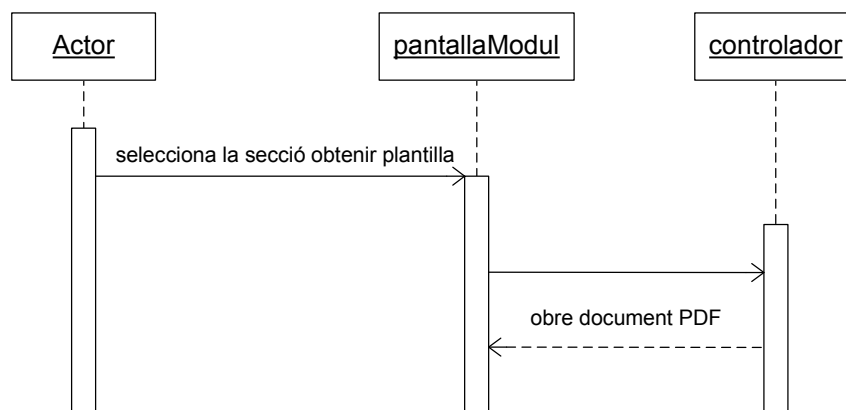 Actor
pantallaModul
controlador
selecciona la secció obtenir plantilla
obre document PDF